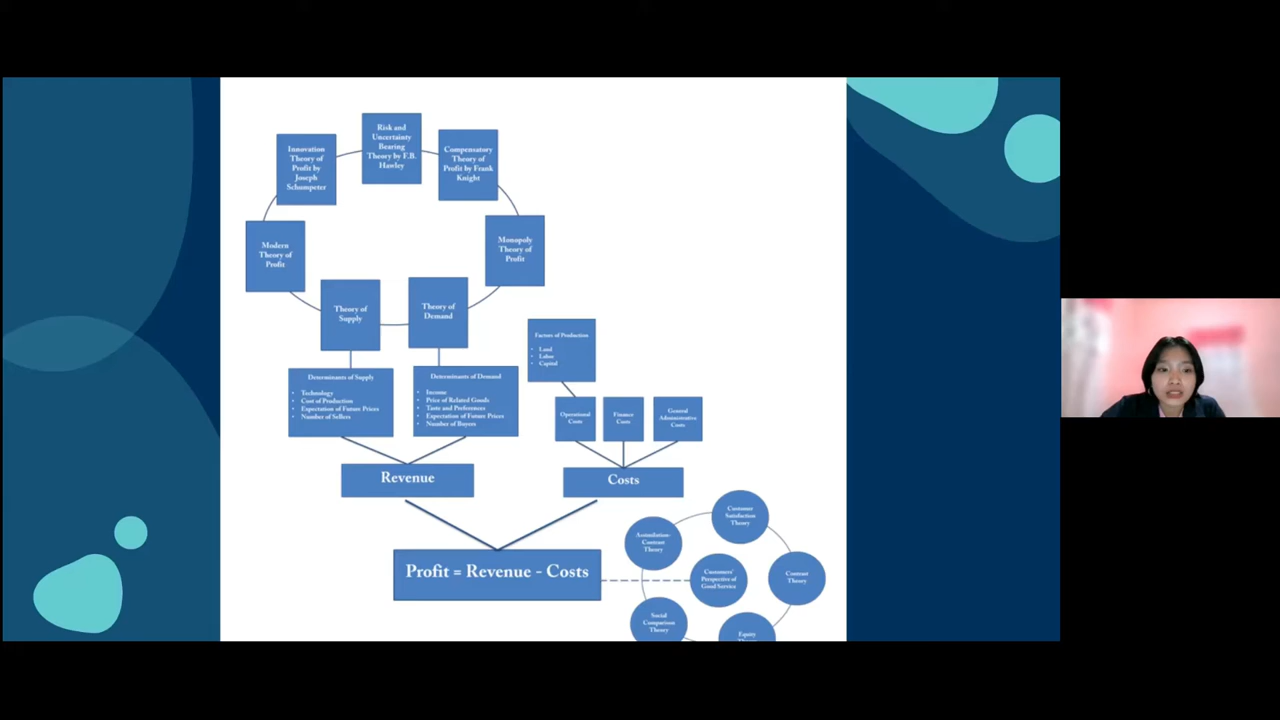 Risk and
Uncertainty
Bearing
Theory by F.B.
Hawley
Innovation
Theory of
Profit by
Joseph
Schumpeter
Compensatory
Theory of
Profit by Frank
Knight
Modern
Theory of
Profit
Monopoly
Theory of
Profit
Theory of
Supply
Theory of
Demand
Factors of Production
• Land
• Labor
• Capital
Determinants of Supply
• Technology
• Cost of Production
• Expectation of Future Prices
• Number of Sellers
Determinants of Demand
• Income
• Price of Related Goods
• Taste and Preferences
• Expectation of Future Prices
• Number of Buyers
Operational
Costs
Finance
Costs
General
Administrative
Costs
Revenue
Costs
Profit = Revenue - Costs
Customer
Satisfaction
Theory
Assimilation-
Contrast
Theory
Customers'
Perspective of
Good Service
Contrast
Theory
Social
Comparison
Theory
Equity